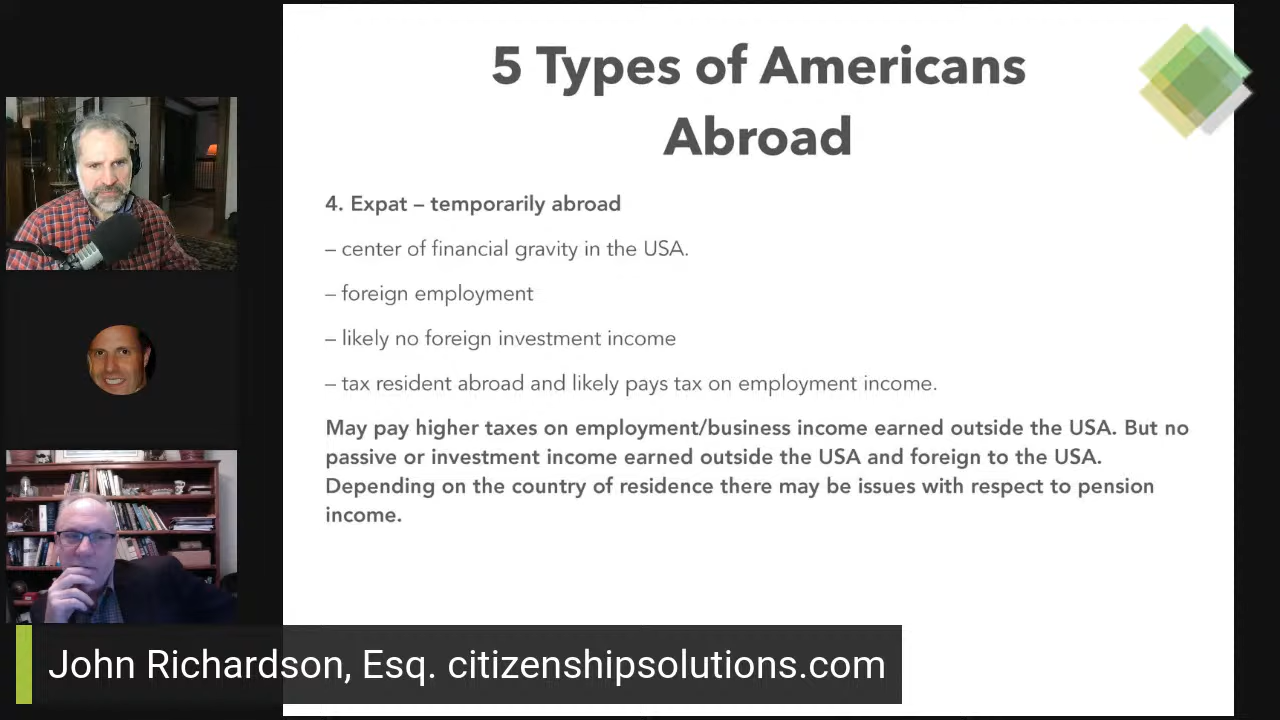 5 Types of Americans
Abroad
4. Expat – temporarily abroad
– center of financial gravity in the USA.
– foreign employment
– likely no foreign investment income
– tax resident abroad and likely pays tax on employment income.
May pay higher taxes on employment/business income earned outside the USA. But no
passive or investment income earned outside the USA and foreign to the USA.
Depending on the country of residence there may be issues with respect to pension
income.
John Richardson, Esq. citizenshipsolutions.com